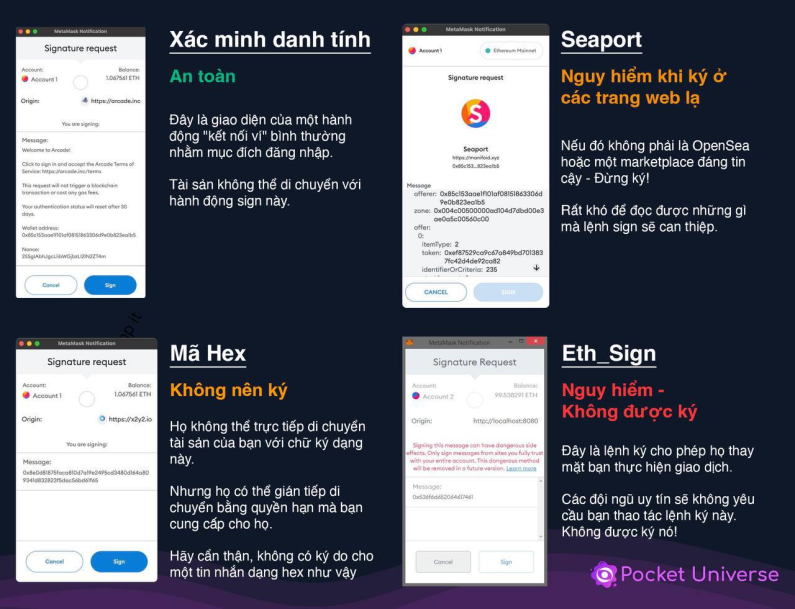 MetaMask Notification
Signature request
Account:
Balance:
Account 1
1.067561 ETH
Origin:
https://arcade.inc
You are signing:
Message:
Welcome to Arcade!
Click to sign in and accept the Arcade Terms of
Service: https://arcade.inc/terms
This request will not trigger a blockchain
transaction or cost any gas fees.
Your authentication status will reset after 30
days.
Wallet address:
Nonce:
Cancel
Sign
Xác minh danh tính
An toàn
Đây là giao diện của một hành
động "kết nối ví" bình thường
nhằm mục đích đăng nhập.
Tài sản không thể di chuyển với
hành động sign này.
MetaMask Notification
Account 1
Ethereum Mainnet
Signature request
Seaport
https://manifold.xyz
0x85c153...823ea1b5
Message
offerer:
zone:
offer:
0:
itemType: 2
token:
identifierOrCriteria: 235
CANCEL
SIGN
Seaport
Nguy hiểm khi ký ở
các trang web lạ
Nếu đó không phải là OpenSea
hoặc một marketplace đáng tin
cậy - Đừng ký!
Rất khó để đọc được những gì
mà lệnh sign sẽ can thiệp.
MetaMask Notification
Signature request
Account:
Balance:
Account 1
1.067561 ETH
Origin:
https://x2y2.io
You are signing:
Message:
Cancel
Sign
Mã Hex
Không nên ký
Họ không thể trực tiếp di chuyển
tài sản của bạn với chữ ký dạng
này.
Nhưng họ có thể gián tiếp di
chuyển bằng quyền hạn mà bạn
cung cấp cho họ.
Hãy cẩn thận, không có ký do cho
một tin nhắn dạng hex như vậy
MetaMask Notification
Signature Request
Account:
Balance:
Account 2
99.538291 ETH
Origin:
http://localhost:8080
Signing this message can have dangerous side
effects. Only sign messages from sites you fully trust
with your entire account. This dangerous method
will be removed in a future version. Learn more
Message:
Cancel
Sign
Eth_Sign
Nguy hiểm -
Không được ký
Đây là lệnh ký cho phép họ thay
mặt bạn thực hiện giao dịch.
Các đội ngũ uy tín sẽ không yêu
cầu bạn thao tác lệnh ký này.
Không được ký nó!
Pocket Universe